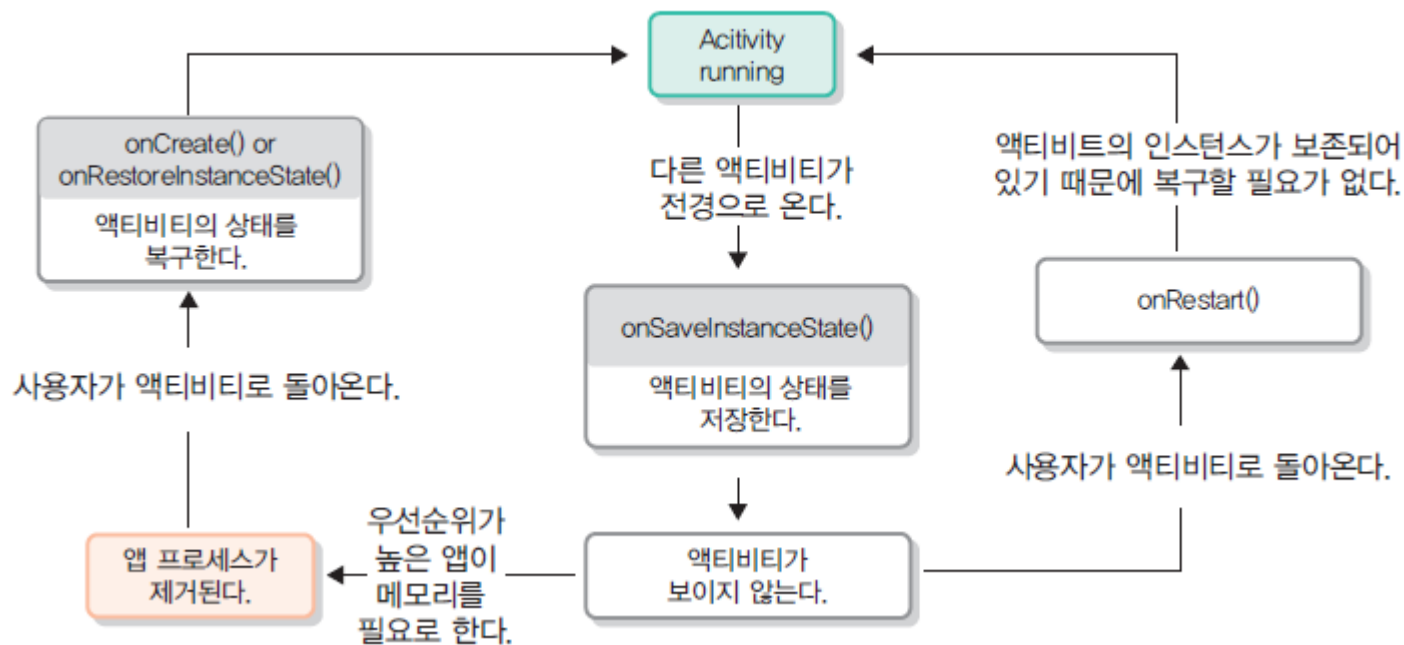 Acitivity
running
onCreate() or
onRestoreInstanceState()
액티비티의 상태를
복구한다.
다른 액티비티가
전경으로 온다.
액티비트의 인스턴스가 보존되어
있기 때문에 복구할 필요가 없다.
onRestart()
onSaveInstanceState()
액티비티의 상태를
저장한다.
사용자가 액티비티로 돌아온다.
사용자가 액티비티로 돌아온다.
앱 프로세스가
제거된다.
우선순위가
높은 앱이
메모리를
필요로 한다.
액티비티가
보이지 않는다.